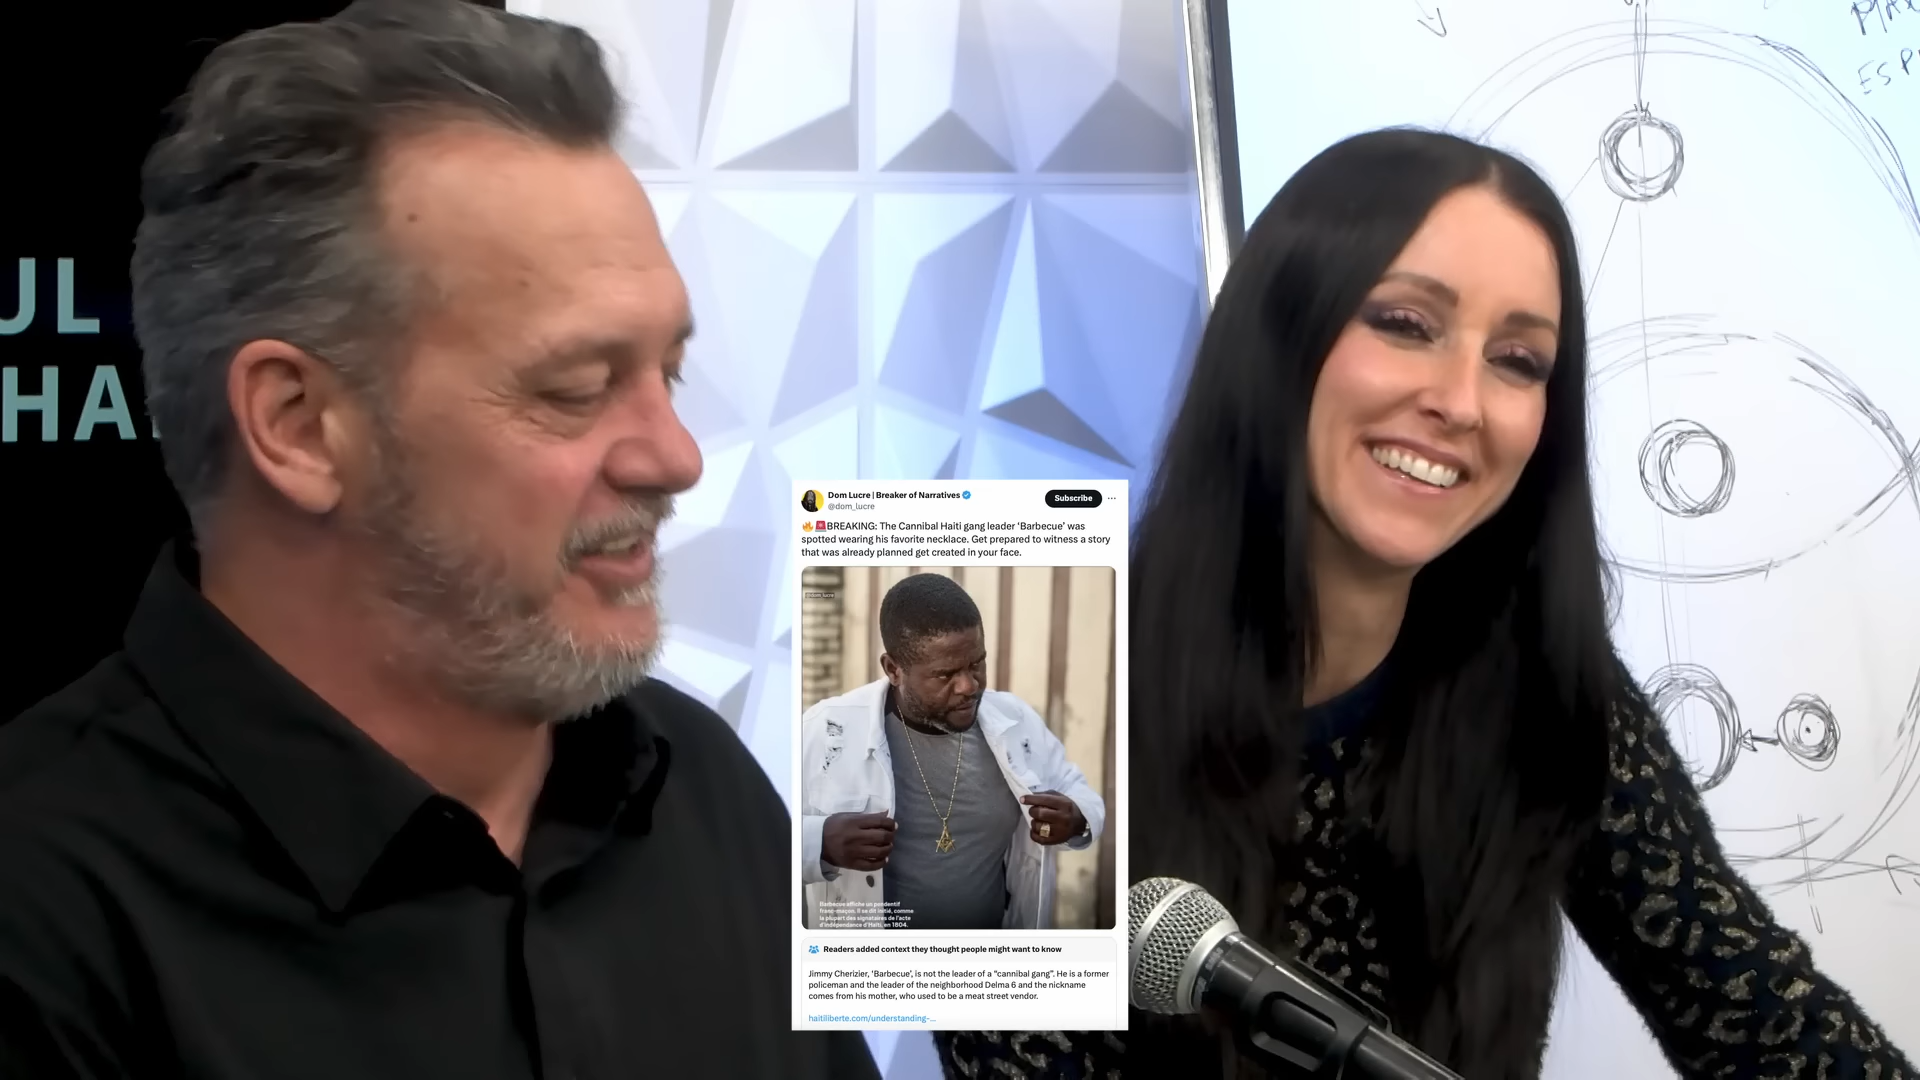 UL
HA
PLA
ESP
Dom Lucre | Breaker of Narratives
@dom_lucre
Subscribe
🔥🚨BREAKING: The Cannibal Haiti gang leader ‘Barbecue’ was
spotted wearing his favorite necklace. Get prepared to witness a story
that was already planned get created in your face.
@dom_lucre
Barbecue affiche un pendentif
franc-maçon. Il se dit initié, comme
la plupart des signataires de l'acte
d'indépendance d'Haïti, en 1804.
Readers added context they thought people might want to know
Jimmy Cherizier, ‘Barbecue’, is not the leader of a “cannibal gang”. He is a former
policeman and the leader of the neighborhood Delma 6 and the nickname
comes from his mother, who used to be a meat street vendor.
haitiliberte.com/understanding-...